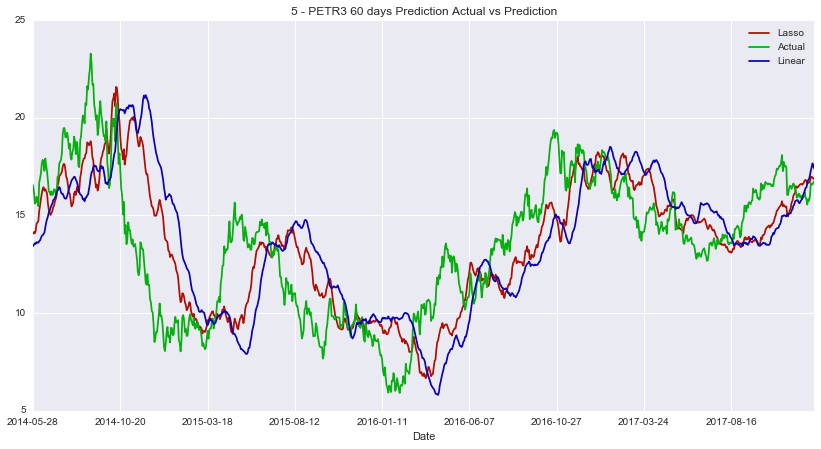 5 - PETR3 60 days Prediction Actual vs Prediction
25
20
15
10
5
Lasso
Actual
Linear
2014-05-28 2014-10-20 2015-03-18 2015-08-12 2016-01-11 2016-06-07 2016-10-27 2017-03-24 2017-08-16
Date